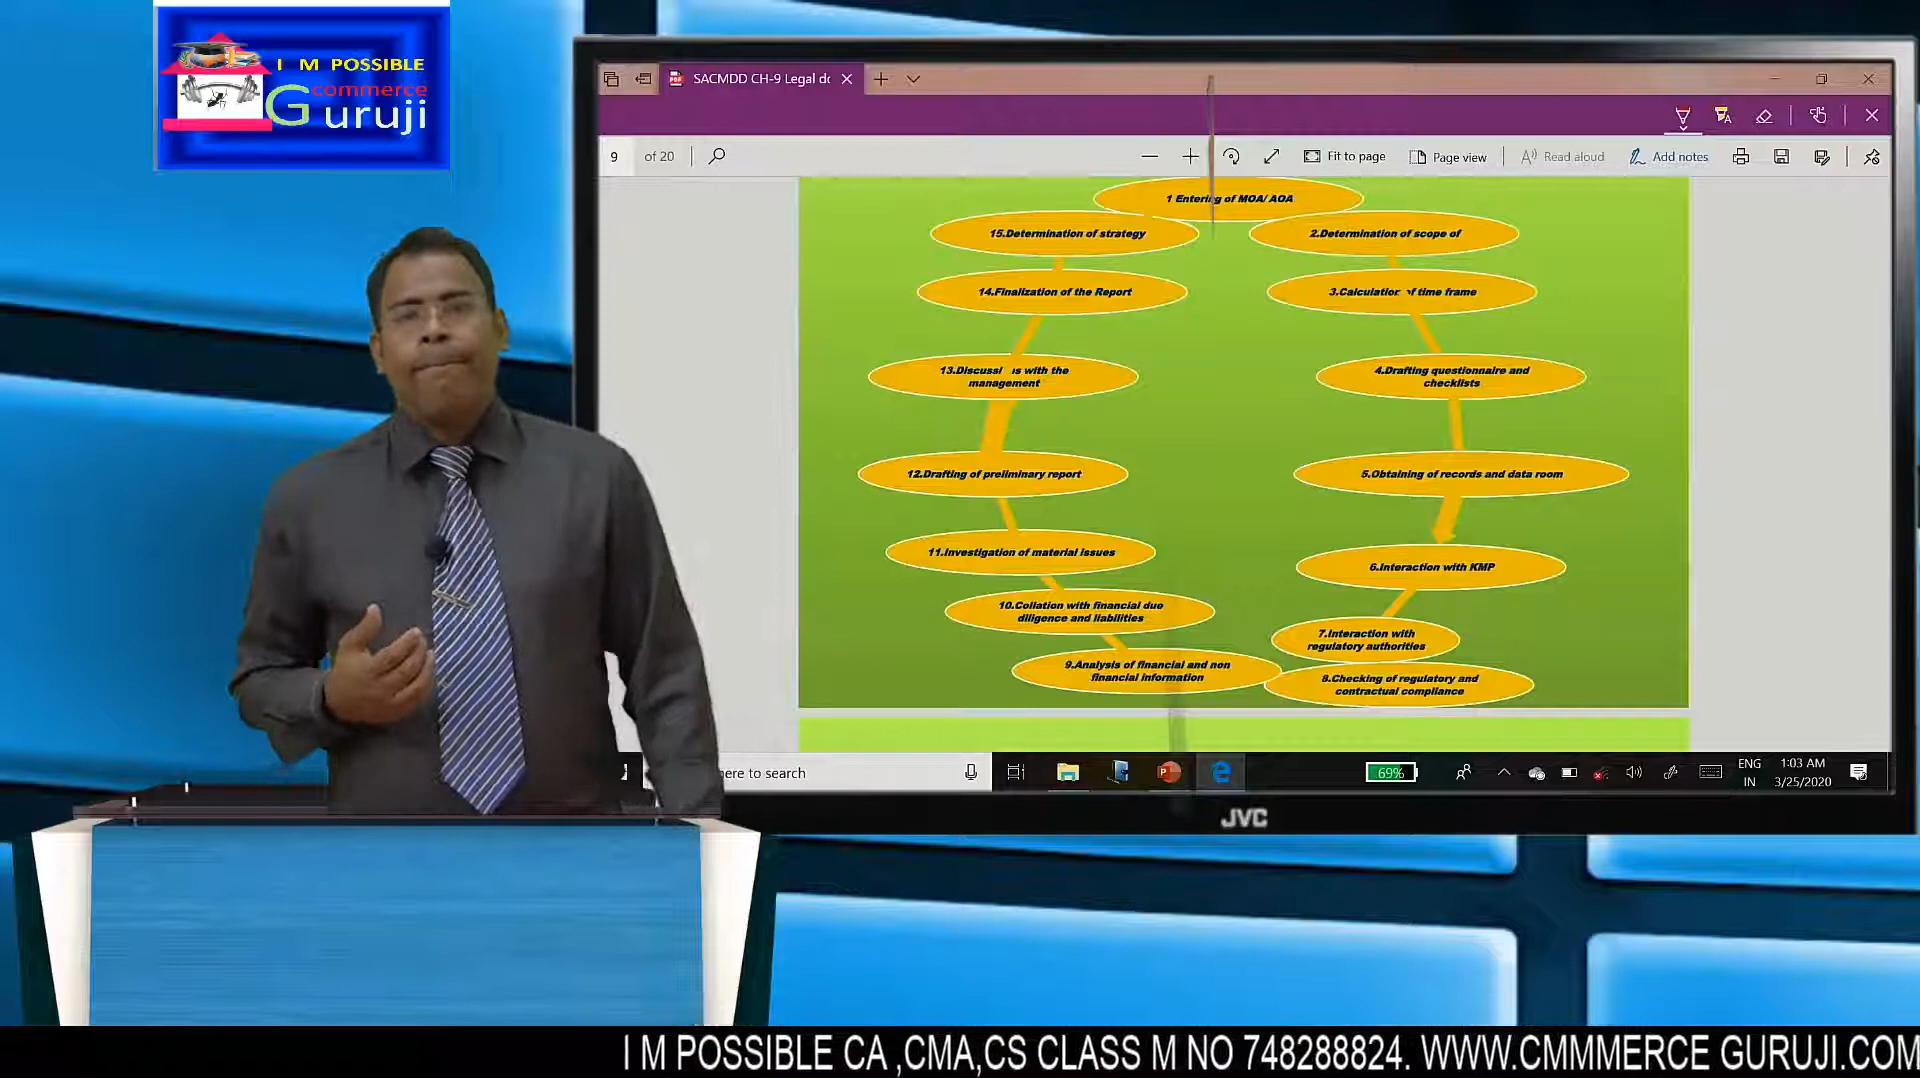 I M POSSIBLE
commerce
Guruji
SACMDD CH-9 Legal do
9 of 20
Fit to page
Page view
Read aloud
Add notes
1 Entering of MOA/ AOA
15.Determination of strategy
2.Determination of scope of
14.Finalization of the Report
3.Calculation of time frame
13.Discussi ns with the
management
4.Drafting questionnaire and
checklists
12.Drafting of preliminary report
5.Obtaining of records and data room
11.Investigation of material issues
6.Interaction with KMP
10.Collation with financial due
diligence and liabilities
7.Interaction with
regulatory authorities
9.Analysis of financial and non
financial information
8.Checking of regulatory and
contractual compliance
here to search
69%
ENG
IN
1:03 AM
3/25/2020
JVC
I M POSSIBLE CA ,CMA,CS CLASS M NO 748288824. WWW.CMMMERCE GURUJI.COM